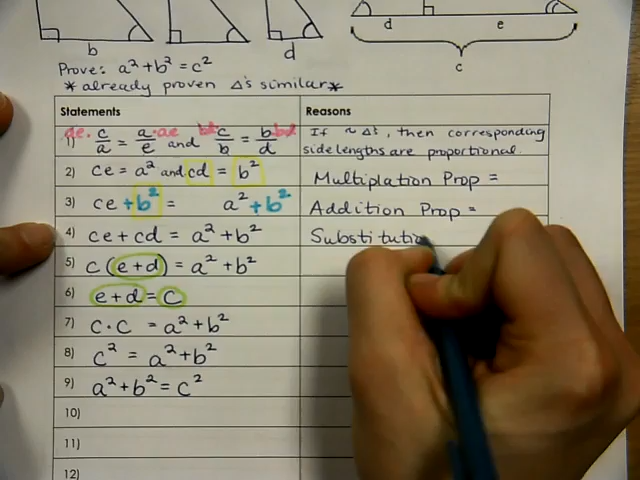 b
d
d e
c
Prove: a² + b² = c²
*already proven Δ's similar*
Statements Reasons
1) ae· c/a = a/e ·ae and bd· c/b = b/d ·bd If ~ Δ's, then corresponding
side lengths are proportional.
2) ce = a² and cd = b² Multiplation Prop =
3) ce + b² = a² + b² Addition Prop =
4) ce + cd = a² + b² Substitutio
5) c (e+d) = a² + b²
6) e+d = c
7) c · c = a² + b²
8) c² = a² + b²
9) a² + b² = c²
10)
11)
12)